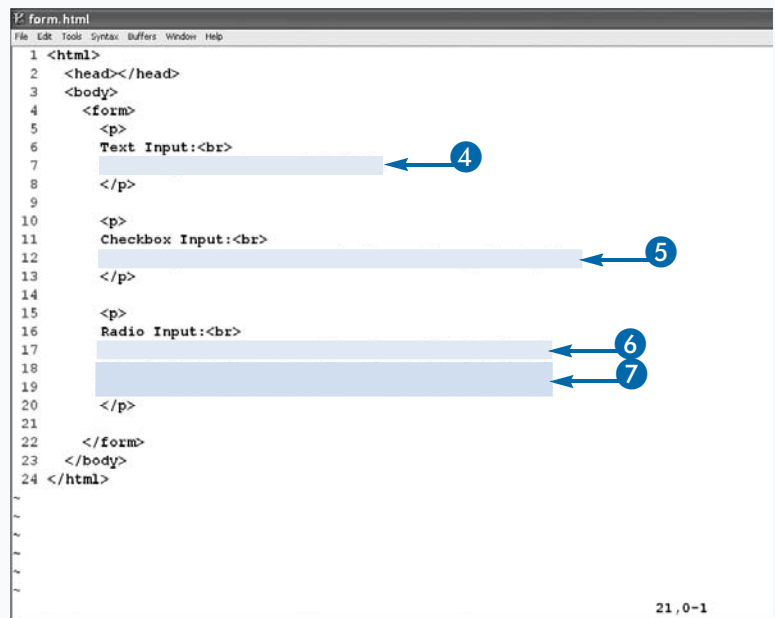 form.html
File Edit Tools Syntax Buffers Window Help
1 <html>
2 <head></head>
3 <body>
4 <form>
5 <p>
6 Text Input:<br>
7 4
8 </p>
9
10 <p>
11 Checkbox Input:<br>
12 5
13 </p>
14
15 <p>
16 Radio Input:<br>
17 6
18 7
19
20 </p>
21
22 </form>
23 </body>
24 </html>
~
~
~
~
~
~
21,0-1